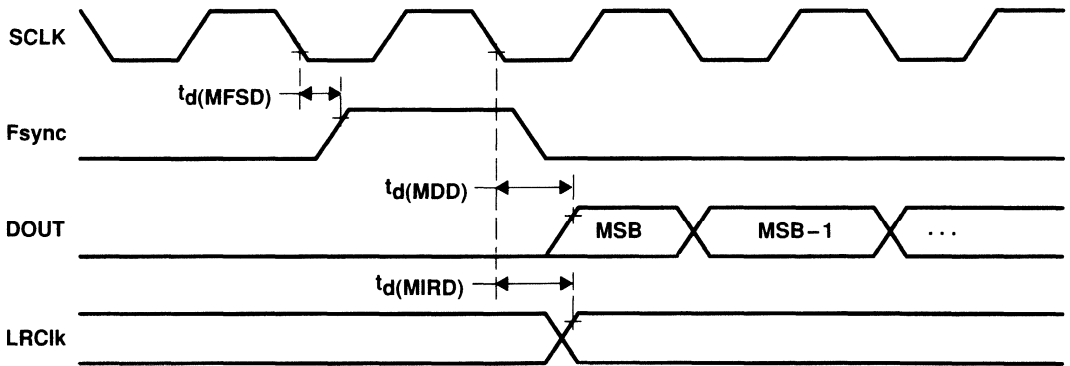 SCLK
td(MFSD)
Fsync
td(MDD)
DOUT
MSB
MSB–1
...
td(MIRD)
LRClk